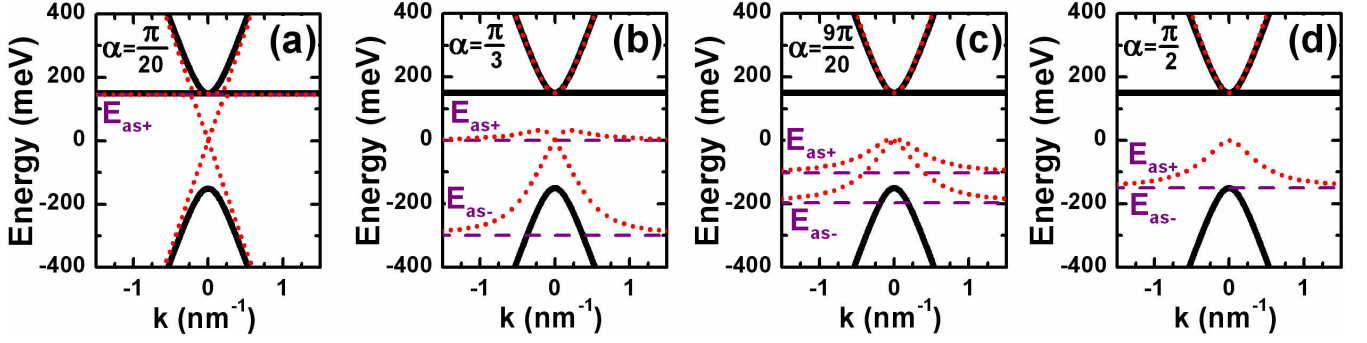 Energy (meV)
400
200
0
-200
-400
α=π/20
(a)
E_as+
-1 0 1
k (nm⁻¹)
Energy (meV)
400
200
0
-200
-400
α=π/3
(b)
E_as+
E_as-
-1 0 1
k (nm⁻¹)
Energy (meV)
400
200
0
-200
-400
α=9π/20
(c)
E_as+
E_as-
-1 0 1
k (nm⁻¹)
Energy (meV)
400
200
0
-200
-400
α=π/2
(d)
E_as+
E_as-
-1 0 1
k (nm⁻¹)